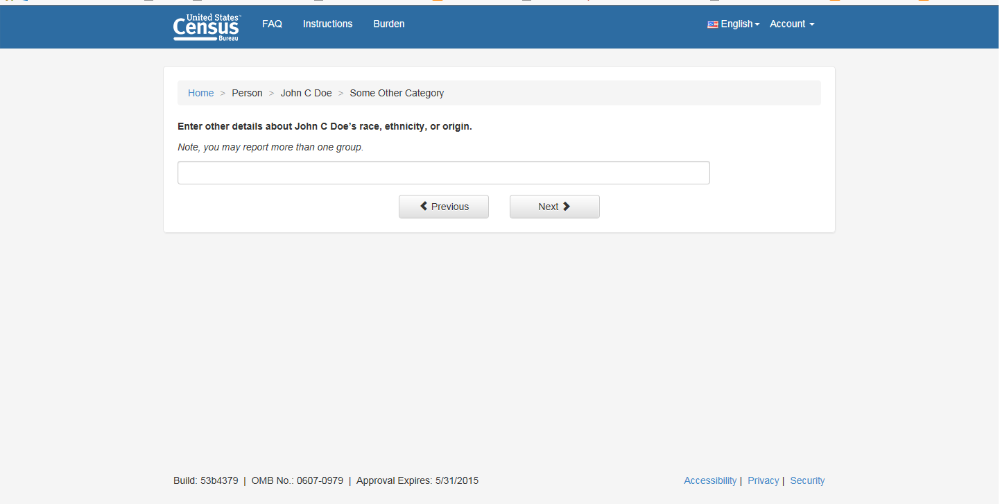 United States™
Census
Bureau
FAQ Instructions Burden English Account
Home > Person > John C Doe > Some Other Category
Enter other details about John C Doe's race, ethnicity, or origin.
Note, you may report more than one group.
Previous Next
Build: 53b4379 | OMB No.: 0607-0979 | Approval Expires: 5/31/2015 Accessibility | Privacy | Security